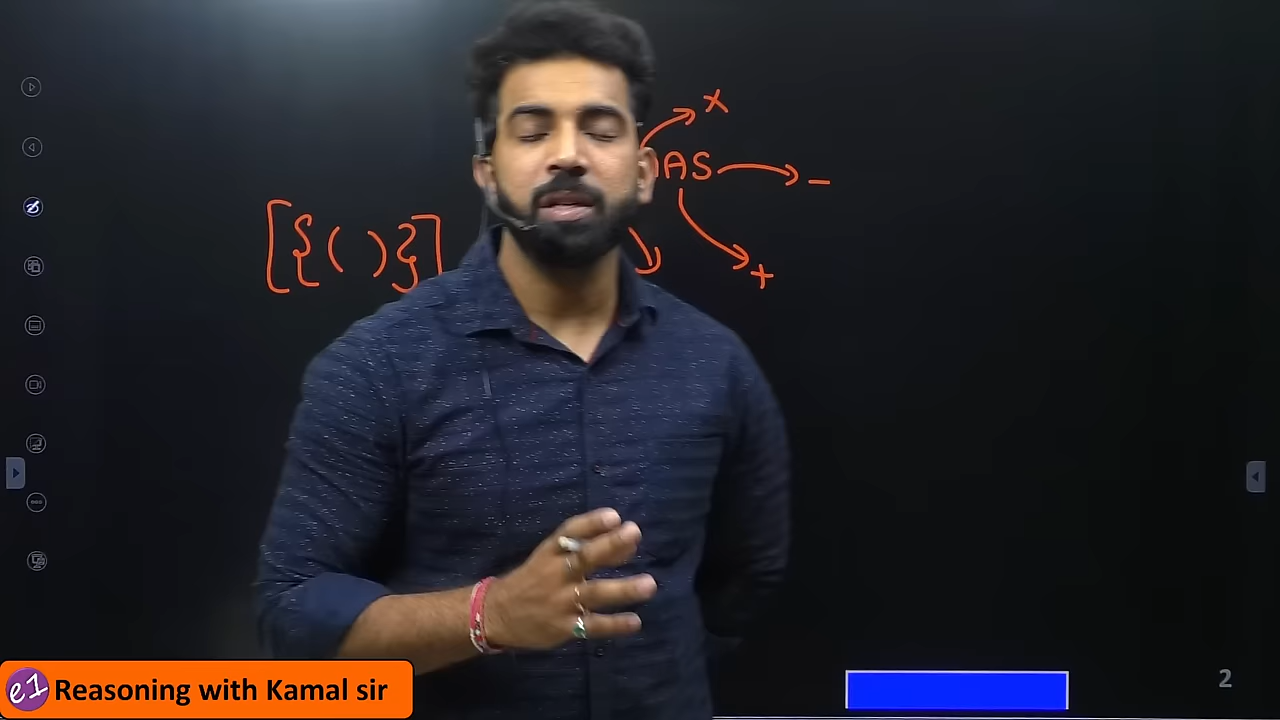 x
AS → -
[{( )}]
+
e1 Reasoning with Kamal sir
2